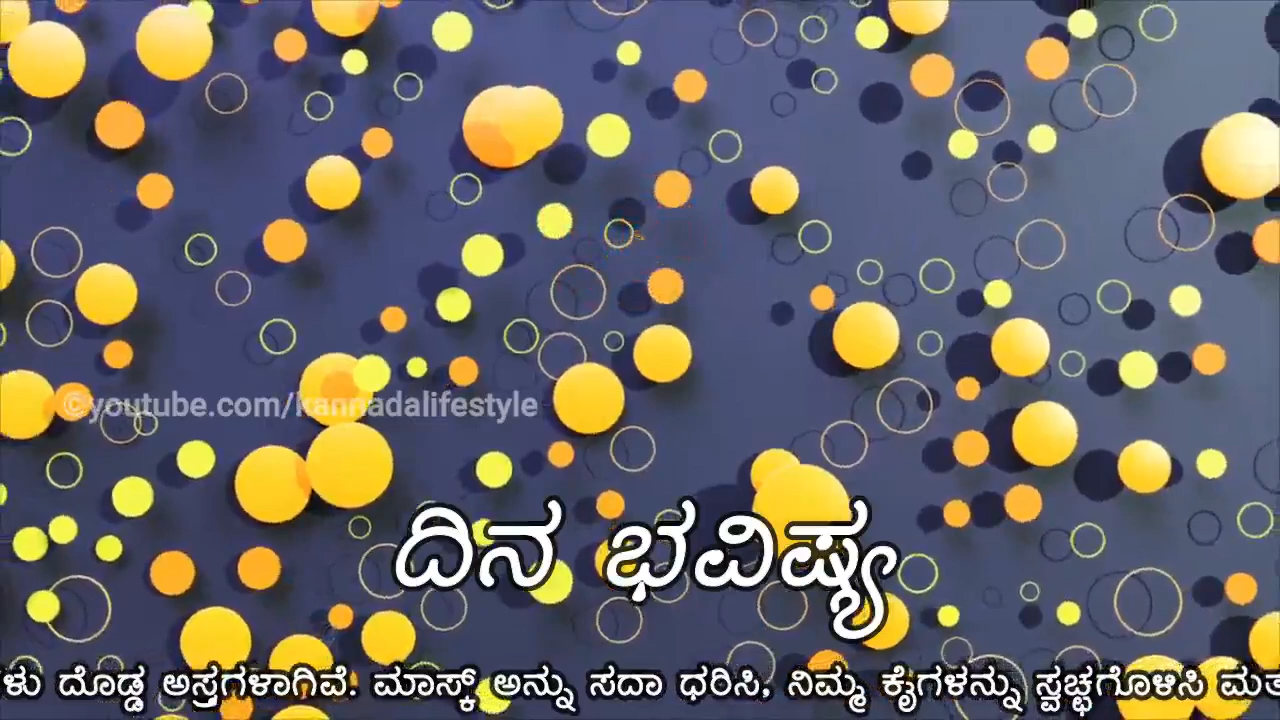 ©youtube.com/kannadalifestyle
ದಿನ ಭವಿಷ್ಯ
ದೊಡ್ಡ ಅಸ್ತ್ರಗಳಾಗಿವೆ. ಮಾಸ್ಕ್ ಅನ್ನು ಸದಾ ಧರಿಸಿ, ನಿಮ್ಮ ಕೈಗಳನ್ನು ಸ್ವಚ್ಛಗೊಳಿಸಿ